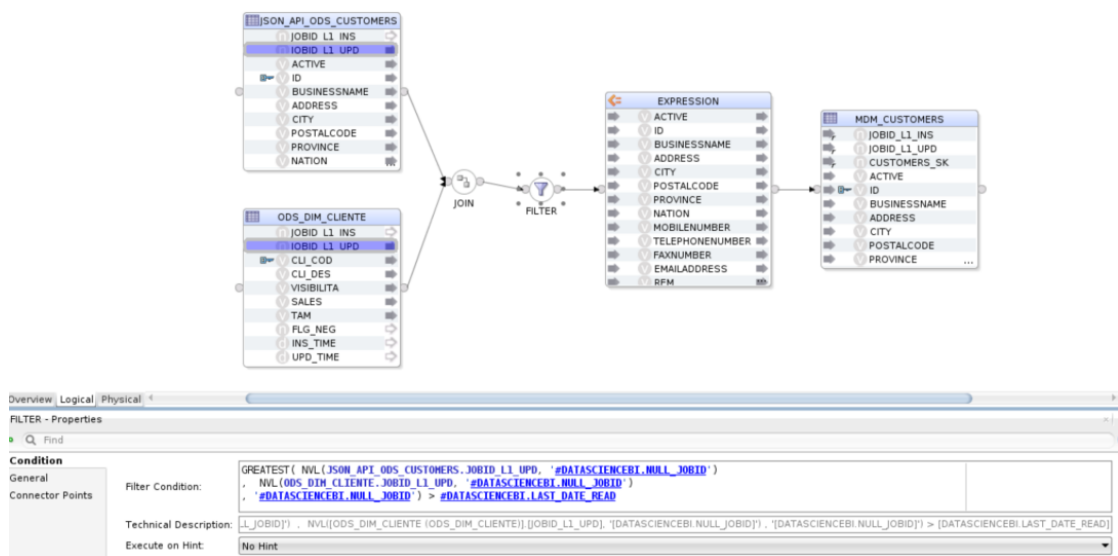 JSON_API_ODS_CUSTOMERS
JOBID_L1_INS
JOBID_L1_UPD
ACTIVE
ID
BUSINESSNAME
ADDRESS
CITY
POSTALCODE
PROVINCE
NATION
ODS_DIM_CLIENTE
JOBID_L1_INS
JOBID_L1_UPD
CLI_COD
CLI_DES
VISIBILITA
SALES
TAM
FLG_NEG
INS_TIME
UPD_TIME
JOIN
FILTER
EXPRESSION
ACTIVE
ID
BUSINESSNAME
ADDRESS
CITY
POSTALCODE
PROVINCE
NATION
MOBILENUMBER
TELEPHONENUMBER
FAXNUMBER
EMAILADDRESS
MDM_CUSTOMERS
JOBID_L1_INS
JOBID_L1_UPD
CUSTOMERS_SK
ACTIVE
ID
BUSINESSNAME
ADDRESS
CITY
POSTALCODE
PROVINCE
...
Overview Logical Physical
FILTER - Properties
Find
Condition
General
Connector Points
Filter Condition:
GREATEST( NVL(JSON_API_ODS_CUSTOMERS.JOBID_L1_UPD, '#DATASCIENCEBI.NULL_JOBID')
, NVL(ODS_DIM_CLIENTE.JOBID_L1_UPD, '#DATASCIENCEBI.NULL_JOBID')
, '#DATASCIENCEBI.NULL_JOBID') > #DATASCIENCEBI.LAST_DATE_READ
Technical Description: L_JOBID]') , NVL([ODS_DIM_CLIENTE (ODS_DIM_CLIENTE)].[JOBID_L1_UPD], '[DATASCIENCEBI.NULL_JOBID]') , '[DATASCIENCEBI.NULL_JOBID]') > [DATASCIENCEBI.LAST_DATE_READ]
Execute on Hint: No Hint